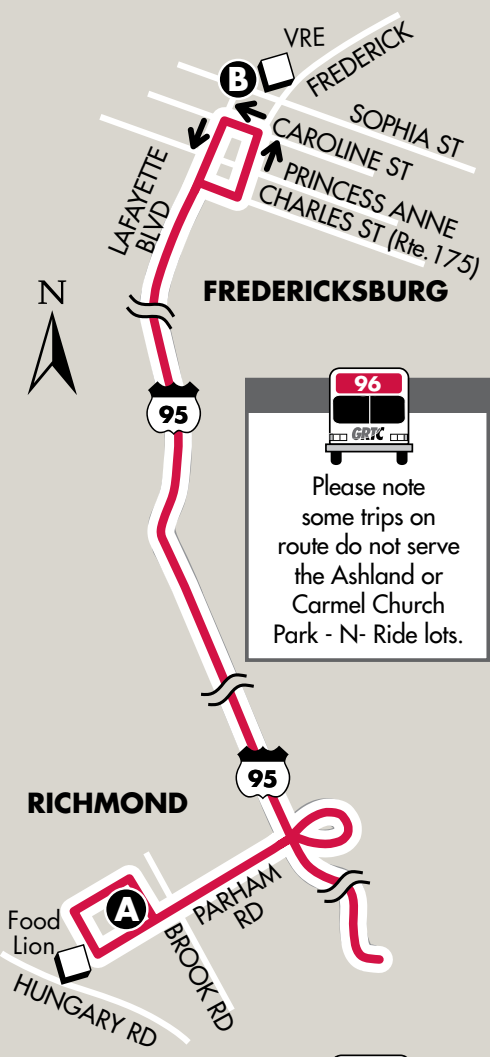 VRE
B
FREDERICK
SOPHIA ST
CAROLINE ST
PRINCESS ANNE
CHARLES ST (Rte. 175)
LAFAYETTE
BLVD
FREDERICKSBURG
N
95
96
GRTC
Please note
some trips on
route do not serve
the Ashland or
Carmel Church
Park - N- Ride lots.
95
RICHMOND
A
Food
Lion
PARHAM
RD
BROOK RD
HUNGARY RD